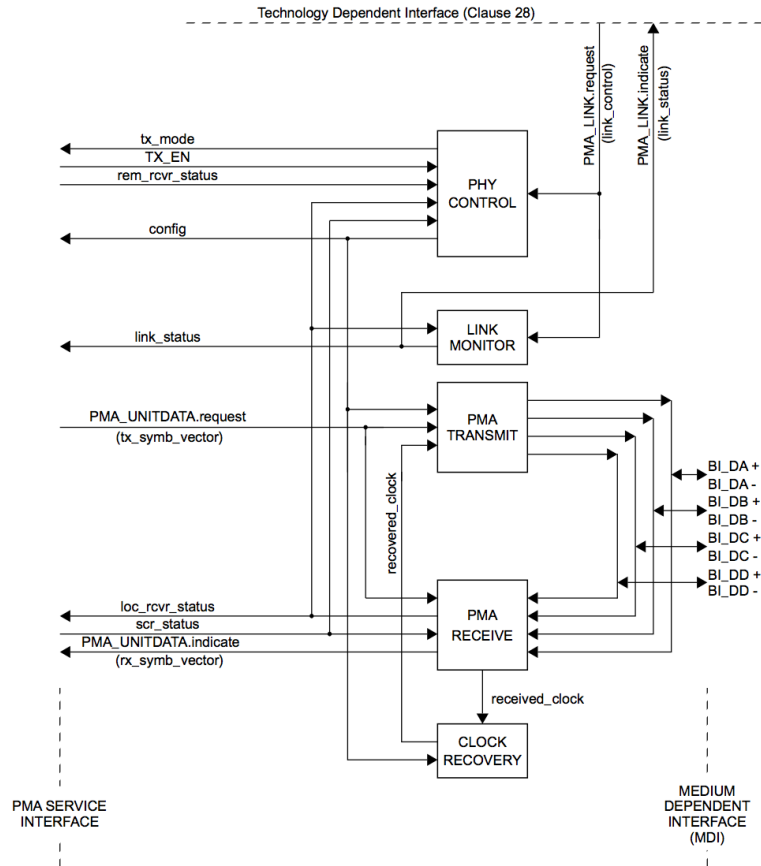 Technology Dependent Interface (Clause 28)
PMA_LINK.request
(link_control)
PMA_LINK.indicate
(link_status)
tx_mode
TX_EN
rem_rcvr_status
PHY
CONTROL
config
link_status
LINK
MONITOR
PMA_UNITDATA.request
(tx_symb_vector)
PMA
TRANSMIT
recovered_clock
BI_DA +
BI_DA -
BI_DB +
BI_DB -
BI_DC +
BI_DC -
BI_DD +
BI_DD -
loc_rcvr_status
scr_status
PMA_UNITDATA.indicate
(rx_symb_vector)
PMA
RECEIVE
received_clock
CLOCK
RECOVERY
PMA SERVICE
INTERFACE
MEDIUM
DEPENDENT
INTERFACE
(MDI)